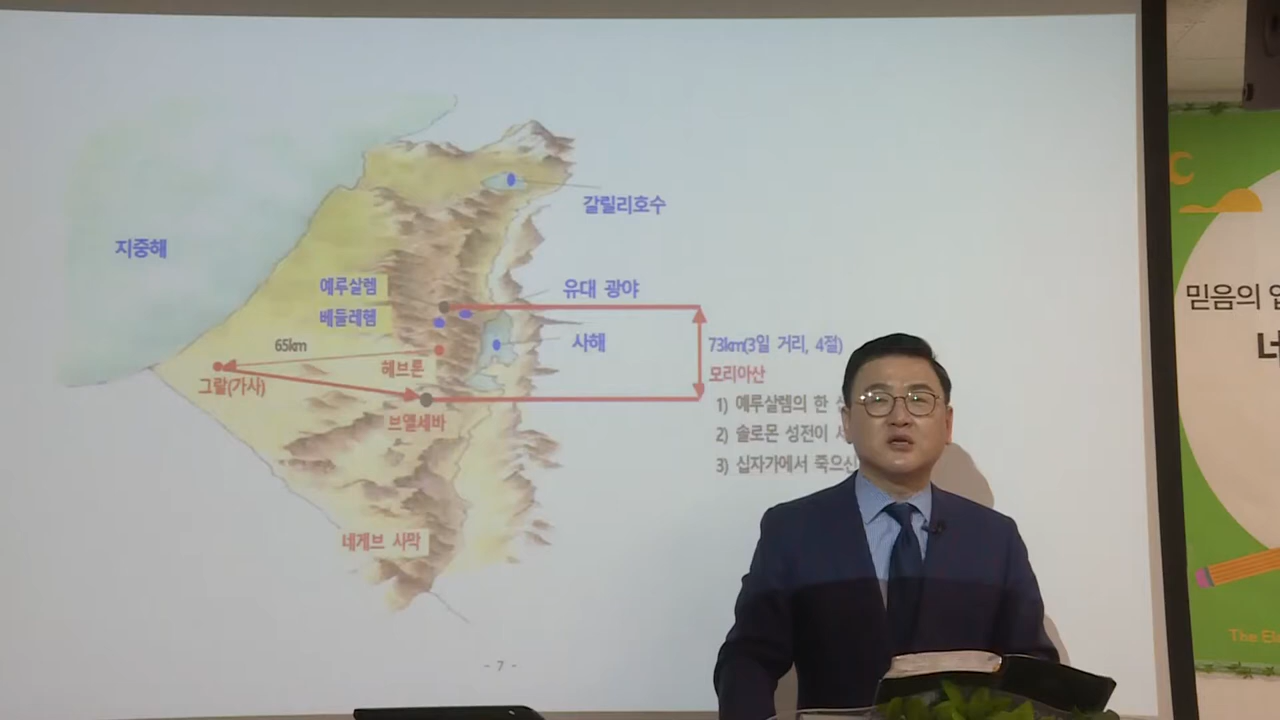 갈릴리호수
지중해
예루살렘
유대 광야
베들레헴
65km
사해
73km(3일 거리, 4절)
헤브론
모리아산
그랄(가사)
1) 예루살렘의 한
브엘세바
2) 솔로몬 성전이
3) 십자가에서 죽으신
네게브 사막
- 7 -
믿음의
너
The